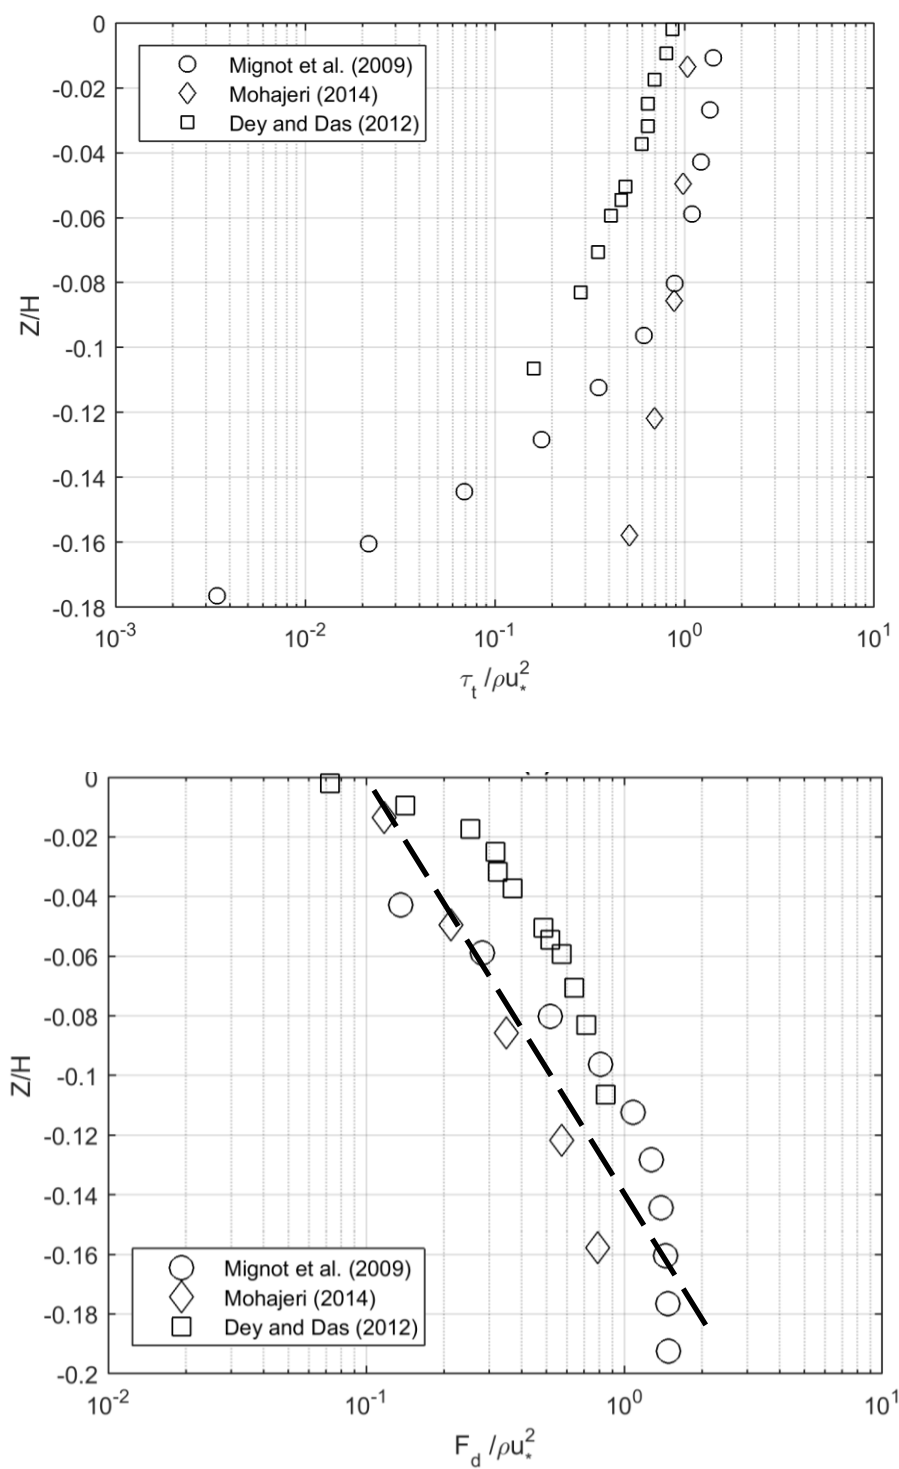 0
-0.02
-0.04
-0.06
-0.08
-0.1
-0.12
-0.14
-0.16
-0.18
Z/H
Mignot et al. (2009)
Mohajeri (2014)
Dey and Das (2012)
10^-3 10^-2 10^-1 10^0 10^1
τ_t /ρu_*^2
0
-0.02
-0.04
-0.06
-0.08
-0.1
-0.12
-0.14
-0.16
-0.18
-0.2
Z/H
Mignot et al. (2009)
Mohajeri (2014)
Dey and Das (2012)
10^-2 10^-1 10^0 10^1
F_d /ρu_*^2